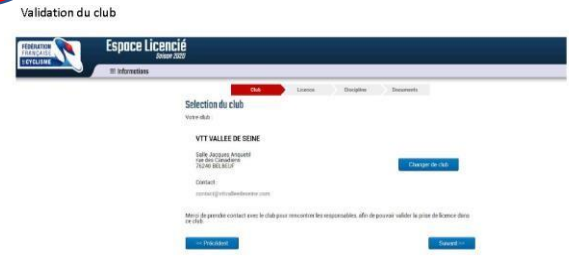 Validation du club
FÉDÉRATION
FRANÇAISE
CYCLISME
Espace Licencié
Saison 2020
Informations
Club
Licence
Discipline
Documents
Selection du club
Votre club :
VTT VALLEE DE SEINE
Salle Jacques Anquetil
rue des Canadiens
76240 BELBEUF
Changer de club
Contact :
Merci de prendre contact avec le club pour rencontrer les responsables, afin de pouvoir valider la prise de licence dans
ce club.
<< Précédent
Suivant >>